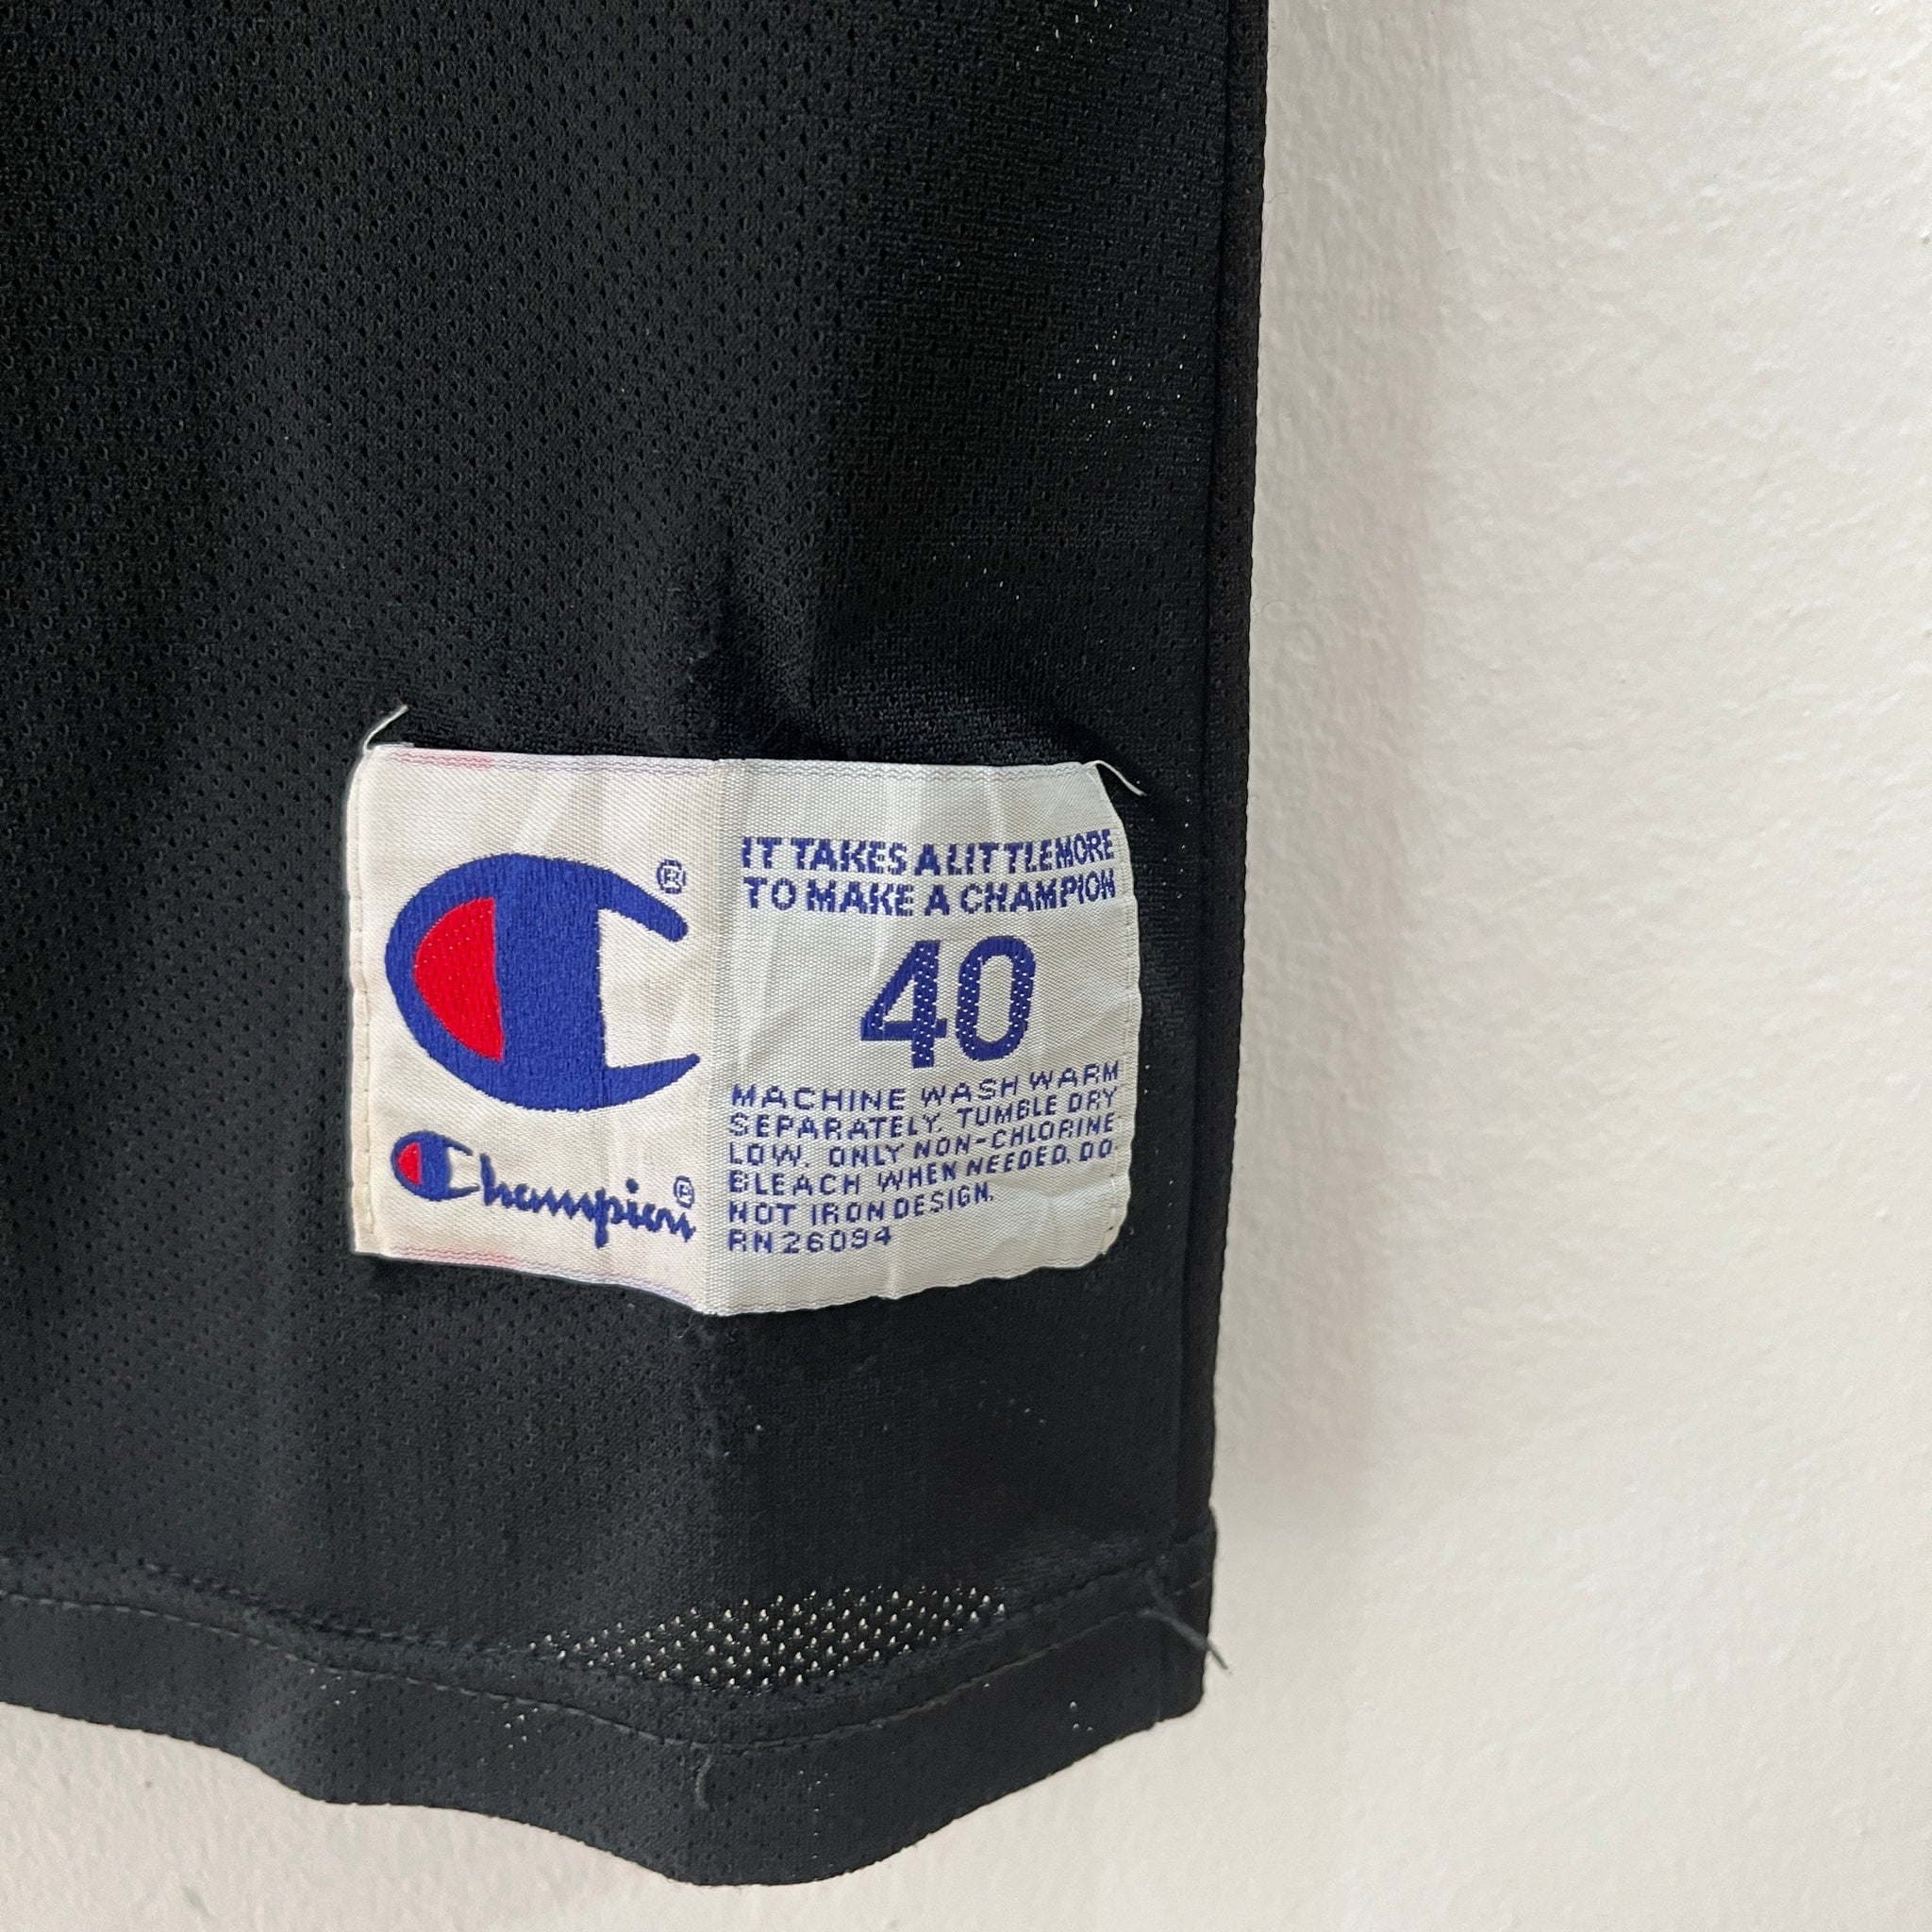 ®
Champion®
IT TAKES A LITTLE MORE
TO MAKE A CHAMPION
40
MACHINE WASH WARM
SEPARATELY. TUMBLE DRY
LOW. ONLY NON-CHLORINE
BLEACH WHEN NEEDED. DO
NOT IRON DESIGN.
RN 26094